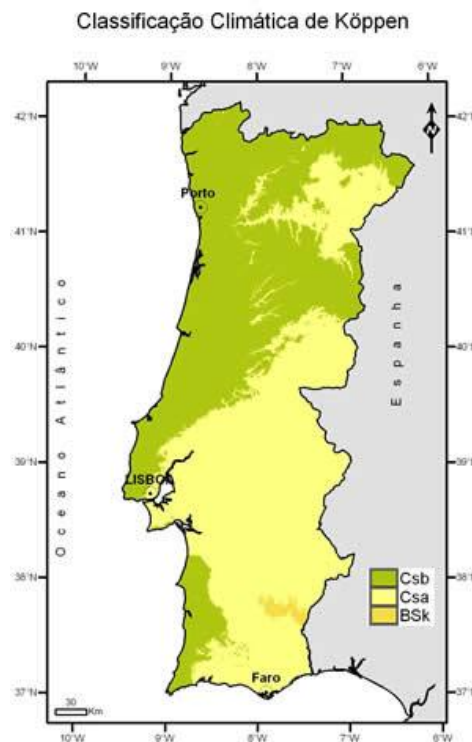 Classificação Climática de Köppen
10°W 9°W 8°W 7°W 6°W
42°N 42°N
Porto
41°N 41°N
Oceano Atlântico
Espanha
40°N 40°N
39°N 39°N
LISBOA
38°N 38°N
Csb
Csa
BSk
Faro
37°N 37°N
30
Km
N
10°W 9°W 8°W 7°W 6°W